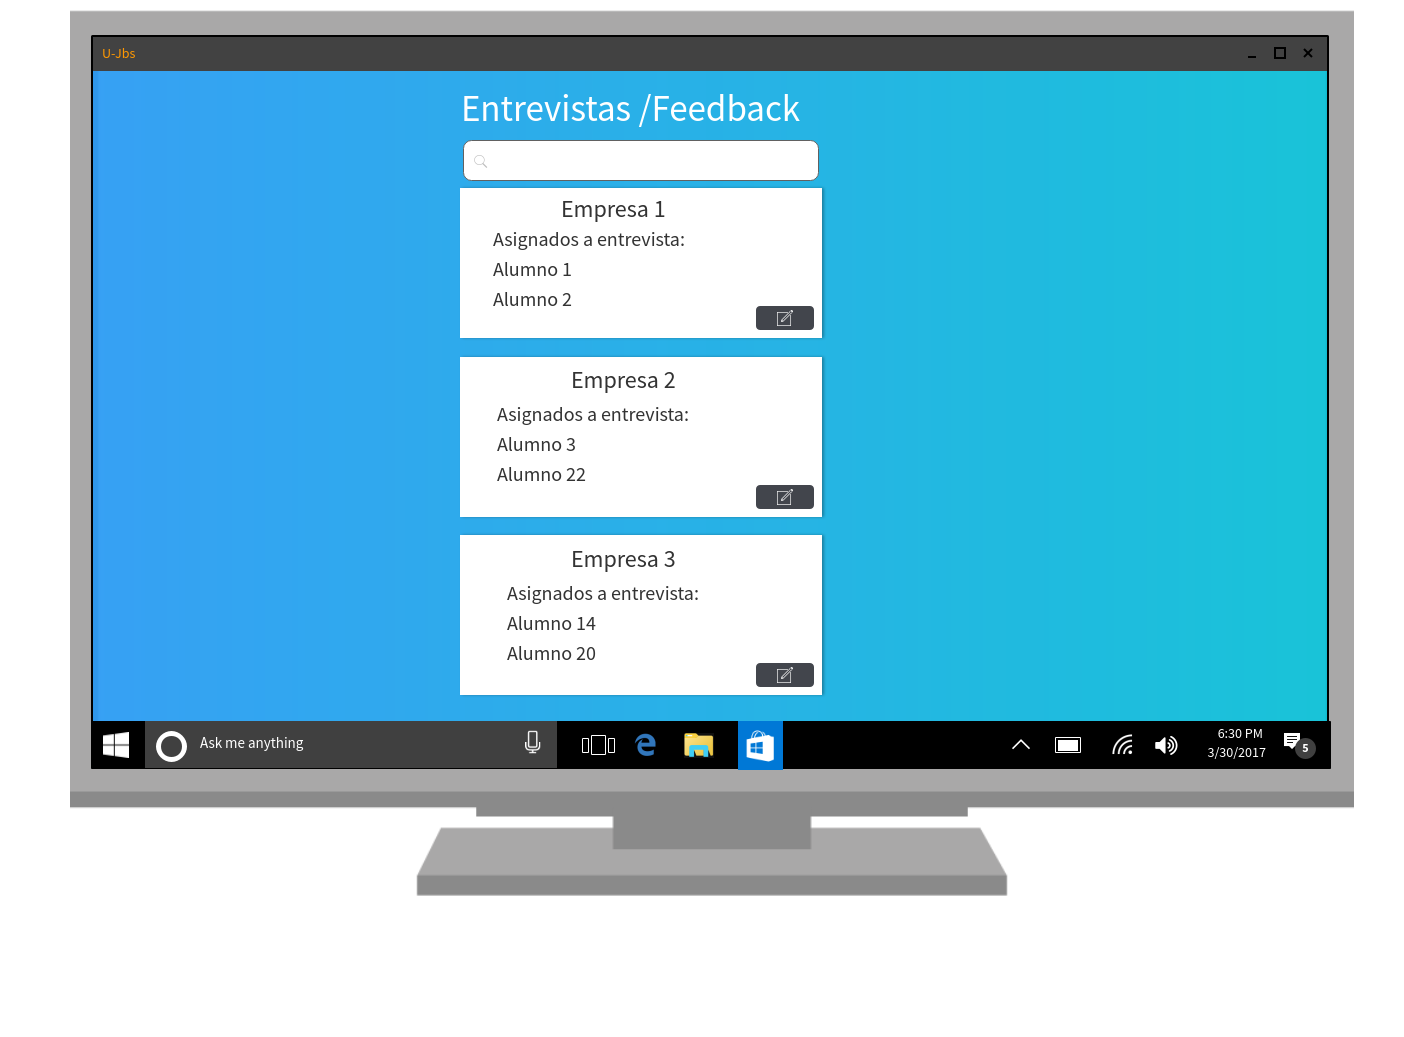 U-Jbs
Entrevistas /Feedback
Empresa 1
Asignados a entrevista:
Alumno 1
Alumno 2
Empresa 2
Asignados a entrevista:
Alumno 3
Alumno 22
Empresa 3
Asignados a entrevista:
Alumno 14
Alumno 20
Ask me anything
6:30 PM
3/30/2017
5